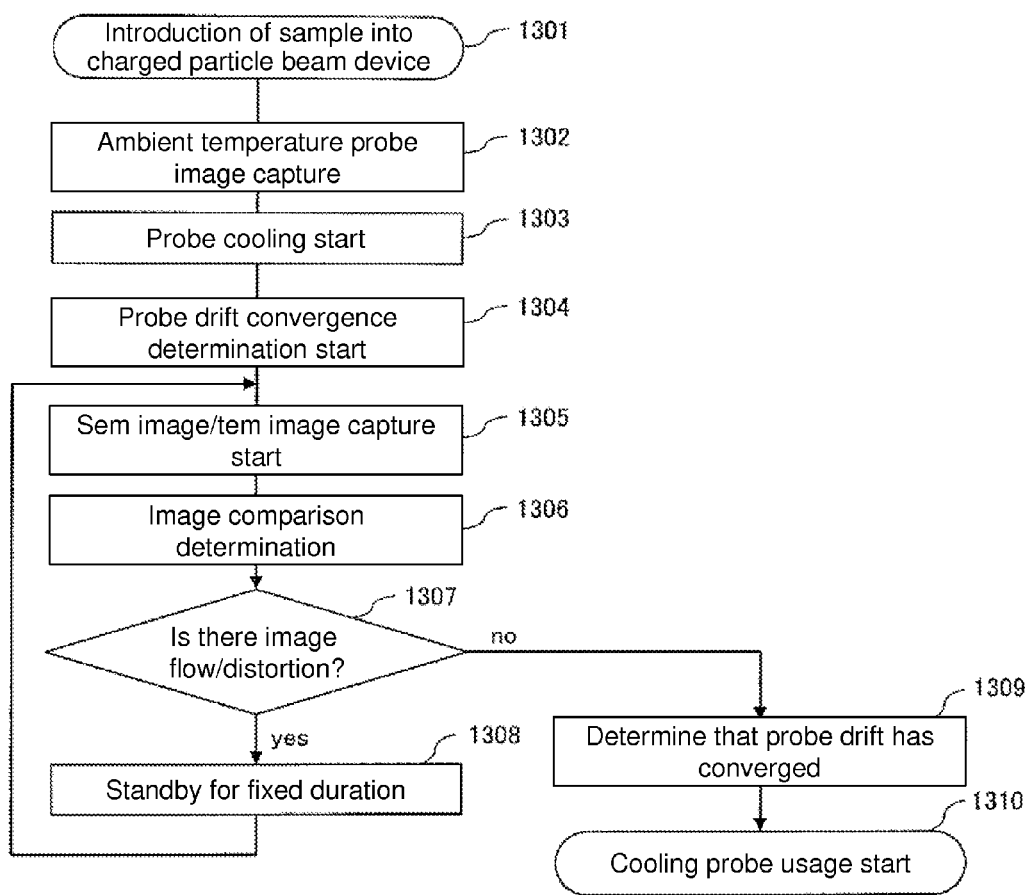 Introduction of sample into
charged particle beam device
1301
Ambient temperature probe
image capture
1302
Probe cooling start
1303
Probe drift convergence
determination start
1304
Sem image/tem image capture
start
1305
Image comparison
determination
1306
Is there image
flow/distortion?
1307
no
yes
Standby for fixed duration
1308
Determine that probe drift has
converged
1309
Cooling probe usage start
1310